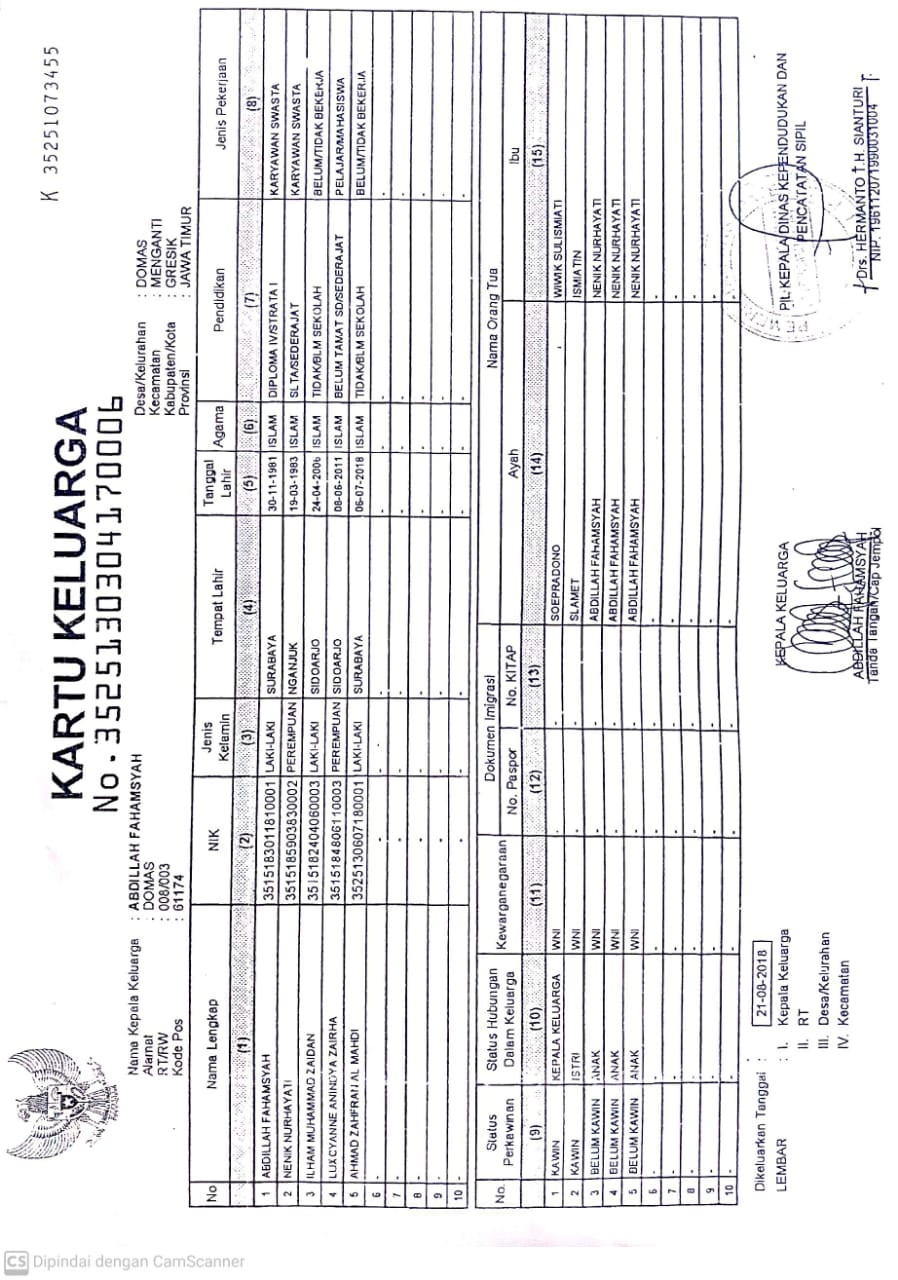 K 35251073455
KARTU KELUARGA
No. 3525130304170006
Nama Kepala Keluarga : ABDILLAH FAHAMSYAH
Alamat : DOMAS
RT/RW : 008/003
Kode Pos : 61174
Desa/Kelurahan : DOMAS
Kecamatan : MENGANTI
Kabupaten/Kota : GRESIK
Provinsi : JAWA TIMUR
No Nama Lengkap NIK Jenis Kelamin Tempat Lahir Tanggal Lahir Agama Pendidikan Jenis Pekerjaan
(1) (2) (3) (4) (5) (6) (7) (8)
1 ABDILLAH FAHAMSYAH 3515183011810001 LAKI-LAKI SURABAYA 30-11-1981 ISLAM DIPLOMA IV/STRATA I KARYAWAN SWASTA
2 NENIK NURHAYATI 3515185903830002 PEREMPUAN NGANJUK 19-03-1983 ISLAM SLTA/SEDERAJAT KARYAWAN SWASTA
3 ILHAM MUHAMMAD ZAIDAN 3515182404060003 LAKI-LAKI SIDOARJO 24-04-2006 ISLAM TIDAK/BLM SEKOLAH BELUM/TIDAK BEKERJA
4 LUX CYANNE ANINDYA ZAIRHA 3515184806110003 PEREMPUAN SIDOARJO 08-06-2011 ISLAM BELUM TAMAT SD/SEDERAJAT PELAJAR/MAHASISWA
5 AHMAD ZAHFRAN AL MAHDI 3525130607180001 LAKI-LAKI SURABAYA 06-07-2018 ISLAM TIDAK/BLM SEKOLAH BELUM/TIDAK BEKERJA
6 - - - - - - - -
7 - - - - - - - -
8 - - - - - - - -
9 - - - - - - - -
10 - - - - - - - -
No. Status Perkawinan Status Hubungan Dalam Keluarga Kewarganegaraan Dokumen Imigrasi Nama Orang Tua
No. Paspor No. KITAP Ayah Ibu
(9) (10) (11) (12) (13) (14) (15)
1 KAWIN KEPALA KELUARGA WNI - - SOEPRADONO WIWIK SULISMIATI
2 KAWIN ISTRI WNI - - SLAMET ISMIATIN
3 BELUM KAWIN ANAK WNI - - ABDILLAH FAHAMSYAH NENIK NURHAYATI
4 BELUM KAWIN ANAK WNI - - ABDILLAH FAHAMSYAH NENIK NURHAYATI
5 BELUM KAWIN ANAK WNI - - ABDILLAH FAHAMSYAH NENIK NURHAYATI
6 - - - - - - -
7 - - - - - - -
8 - - - - - - -
9 - - - - - - -
10 - - - - - - -
Dikeluarkan Tanggal : 21-08-2018
LEMBAR : I. Kepala Keluarga
II. RT
III. Desa/Kelurahan
IV. Kecamatan
KEPALA KELUARGA
ABDILLAH FAHAMSYAH
Tanda Tangan/Cap Jempol
Plt. KEPALA DINAS KEPENDUDUKAN DAN
PENCATATAN SIPIL
Drs. HERMANTO T.H. SIANTURI
NIP. 196112071990031004
CS Dipindai dengan CamScanner